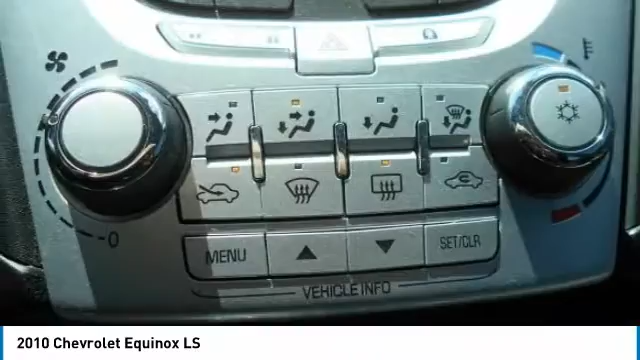 0
MENU
SET/CLR
VEHICLE INFO
2010 Chevrolet Equinox LS